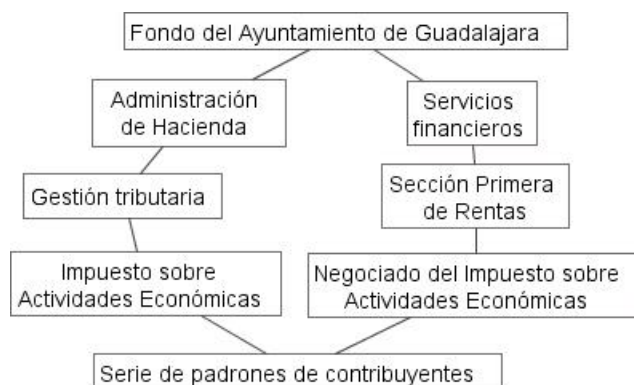 Fondo del Ayuntamiento de Guadalajara
Administración
de Hacienda
Servicios
financieros
Gestión tributaria
Sección Primera
de Rentas
Impuesto sobre
Actividades Económicas
Negociado del Impuesto sobre
Actividades Económicas
Serie de padrones de contribuyentes